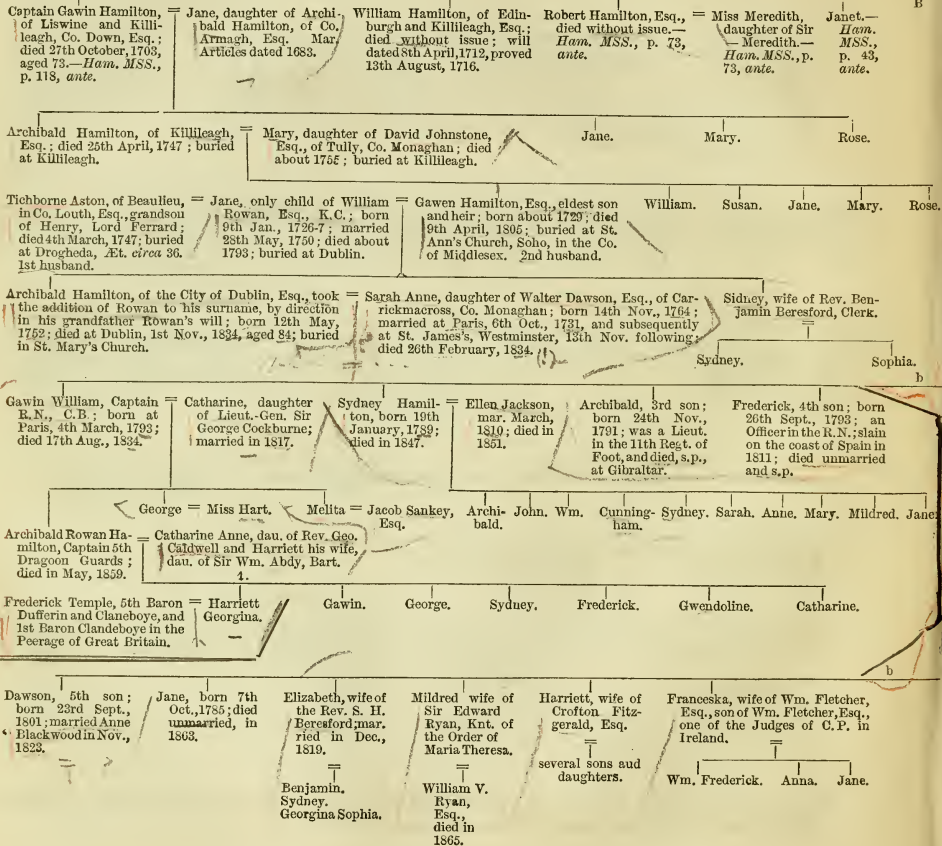 B
Captain Gawin Hamilton,
of Liswine and Killi-
leagh, Co. Down, Esq.;
died 27th October, 1703,
aged 73.—Ham. MSS.,
p. 118, ante.
=
Jane, daughter of Archi-
bald Hamilton, of Co.
Armagh, Esq. Mar.
Articles dated 1683.
William Hamilton, of Edin-
burgh and Killileagh, Esq.;
died without issue; will
dated 8th April, 1712, proved
13th August, 1716.
Robert Hamilton, Esq.,
died without issue.—
Ham. MSS., p. 73,
ante.
=
Miss Meredith,
daughter of Sir
— Meredith.—
Ham. MSS., p.
73, ante.
Janet.—
Ham.
MSS.,
p. 43,
ante.
Archibald Hamilton, of Killileagh,
Esq.; died 25th April, 1747; buried
at Killileagh.
=
Mary, daughter of David Johnstone,
Esq., of Tully, Co. Monaghan; died
about 1755; buried at Killileagh.
Jane.
Mary.
Rose.
Tichborne Aston, of Beaulieu,
in Co. Louth, Esq., grandson
of Henry, Lord Ferrard;
died 4th March, 1747; buried
at Drogheda, Æt. circa 36.
1st husband.
=
Jane, only child of William
Rowan, Esq., K.C.; born
9th Jan., 1726-7; married
28th May, 1750; died about
1793; buried at Dublin.
=
Gawen Hamilton, Esq., eldest son
and heir; born about 1729; died
9th April, 1805; buried at St.
Ann's Church, Soho, in the Co.
of Middlesex. 2nd husband.
William.
Susan.
Jane.
Mary.
Rose.
Archibald Hamilton, of the City of Dublin, Esq., took
the addition of Rowan to his surname, by direction
in his grandfather Rowan's will; born 12th May,
1752; died at Dublin, 1st Nov., 1834, aged 84; buried
in St. Mary's Church.
=
Sarah Anne, daughter of Walter Dawson, Esq., of Car-
rickmacross, Co. Monaghan; born 14th Nov., 1764;
married at Paris, 6th Oct., 1731, and subsequently
at St. James's, Westminster, 13th Nov. following;
died 26th February, 1834.
Sidney, wife of Rev. Ben-
jamin Beresford, Clerk.
=
Sydney.
Sophia.
b
Gawin William, Captain
R.N., C.B.; born at
Paris, 4th March, 1793;
died 17th Aug., 1834.
=
Catharine, daughter
of Lieut.-Gen. Sir
George Cockburne;
married in 1817.
Sydney Hamil-
ton, born 19th
January, 1789;
died in 1847.
=
Ellen Jackson,
mar. March,
1810; died in
1851.
Archibald, 3rd son;
born 24th Nov.,
1791; was a Lieut.
in the 11th Regt. of
Foot, and died, s.p.,
at Gibraltar.
Frederick, 4th son; born
26th Sept., 1793; an
Officer in the R.N.; slain
on the coast of Spain in
1811; died unmarried
and s.p.
George = Miss Hart.
Melita = Jacob Sankey,
Esq.
Archi-
bald.
John.
Wm.
Cunning-
ham.
Sydney.
Sarah.
Anne.
Mary.
Mildred.
Jane
Archibald Rowan Ha-
milton, Captain 5th
Dragoon Guards;
died in May, 1859.
=
Catharine Anne, dau. of Rev. Geo.
Caldwell and Harriett his wife,
dau. of Sir Wm. Abdy, Bart.
1.
Frederick Temple, 5th Baron
Dufferin and Claneboye, and
1st Baron Clandeboye in the
Peerage of Great Britain.
=
Harriett
Georgina.
Gawin.
George.
Sydney.
Frederick.
Gwendoline.
Catharine.
b
Dawson, 5th son;
born 23rd Sept.,
1801; married Anne
Blackwood in Nov.,
1823.
Jane, born 7th
Oct., 1785; died
unmarried, in
1863.
Elizabeth, wife of
the Rev. S. H.
Beresford; mar.
ried in Dec.,
1819.
=
Benjamin.
Sydney.
Georgina Sophia.
Mildred wife of
Sir Edward
Ryan, Knt. of
the Order of
Maria Theresa.
=
William V.
Ryan,
Esq.,
died in
1865.
Harriett, wife of
Crofton Fitz-
gerald, Esq.
=
several sons and
daughters.
Franceska, wife of Wm. Fletcher,
Esq., son of Wm. Fletcher, Esq.,
one of the Judges of C.P. in
Ireland.
=
Wm. Frederick.
Anna.
Jane.